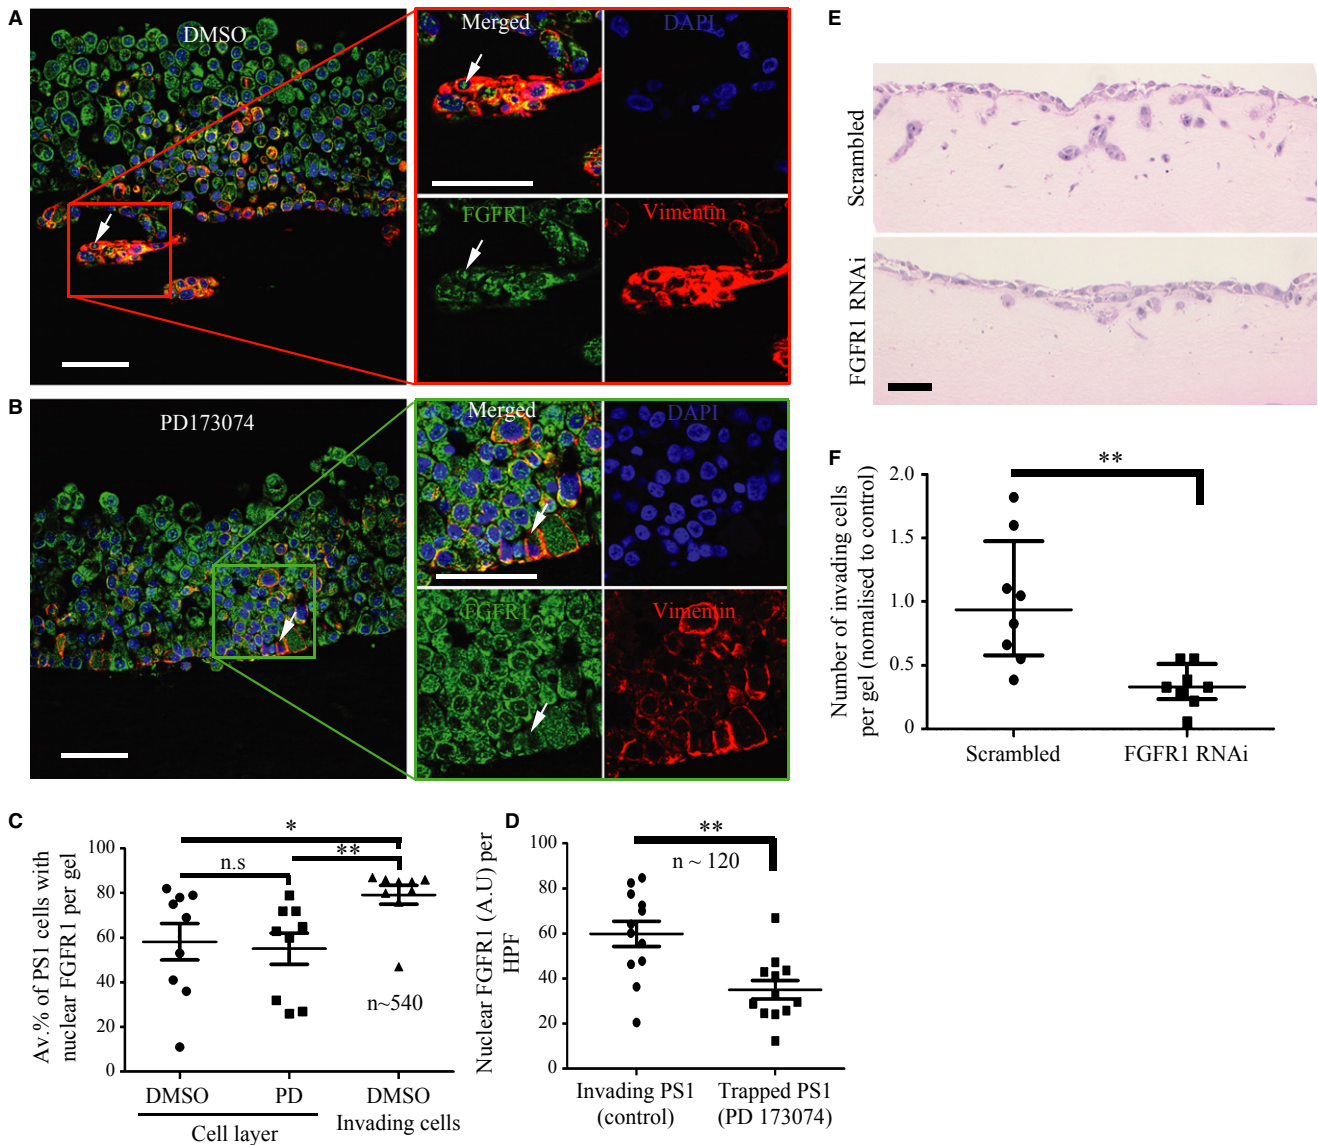 A
DMSO
Merged
DAPI
FGFR1
Vimentin
B
PD173074
Merged
DAPI
FGFR1
Vimentin
C
Av.% of PS1 cells with
nuclear FGFR1 per gel
100
80
60
40
20
0
*
**
n.s
n~540
DMSO
PD
DMSO
Cell layer
Invading cells
D
Nuclear FGFR1 (A.U) per
HPF
100
80
60
40
20
0
**
n ~ 120
Invading PS1
(control)
Trapped PS1
(PD 173074)
E
Scrambled
FGFR1 RNAi
F
Number of invading cells
per gel (nomalised to control)
2.0
1.5
1.0
0.5
0
**
Scrambled
FGFR1 RNAi